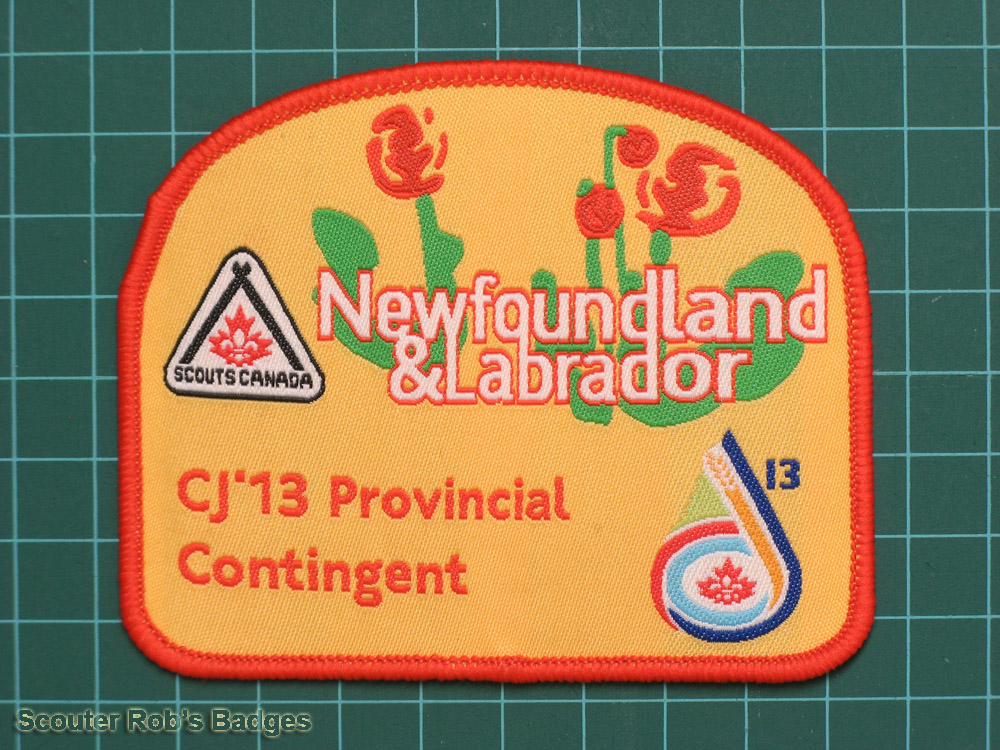 Newfoundland
&Labrador
SCOUTS CANADA
CJ'13 Provincial
Contingent
13
Scouter Rob's Badges